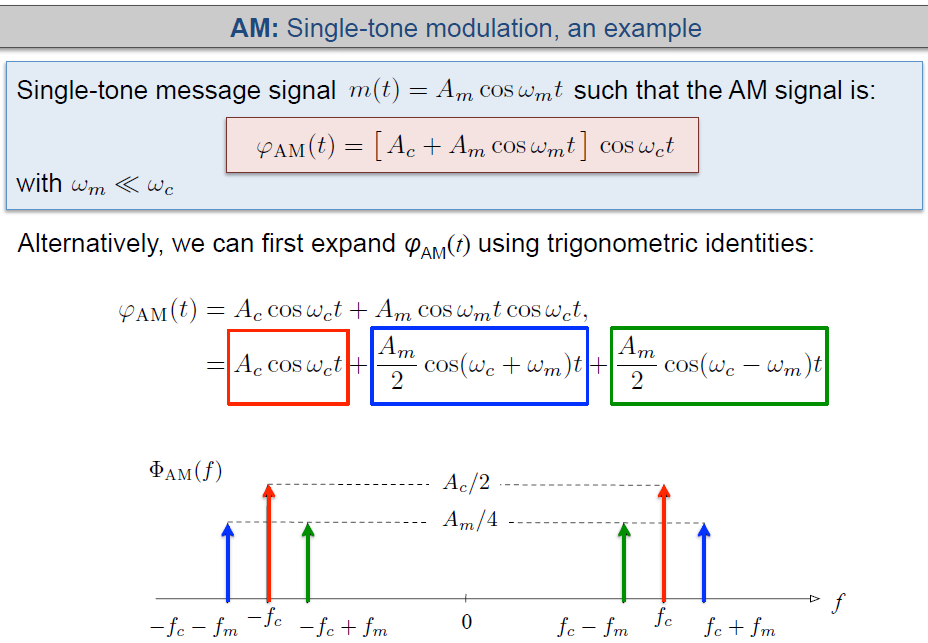 AM: Single-tone modulation, an example
Single-tone message signal m(t) = A_m cos ω_m t such that the AM signal is:
φ_AM(t) = [ A_c + A_m cos ω_m t ] cos ω_c t
with ω_m ≪ ω_c
Alternatively, we can first expand φ_AM(t) using trigonometric identities:
φ_AM(t) = A_c cos ω_c t + A_m cos ω_m t cos ω_c t,
= A_c cos ω_c t + A_m/2 cos(ω_c + ω_m)t + A_m/2 cos(ω_c − ω_m)t
Φ_AM(f)
A_c/2
A_m/4
−f_c − f_m −f_c −f_c + f_m 0 f_c − f_m f_c f_c + f_m f